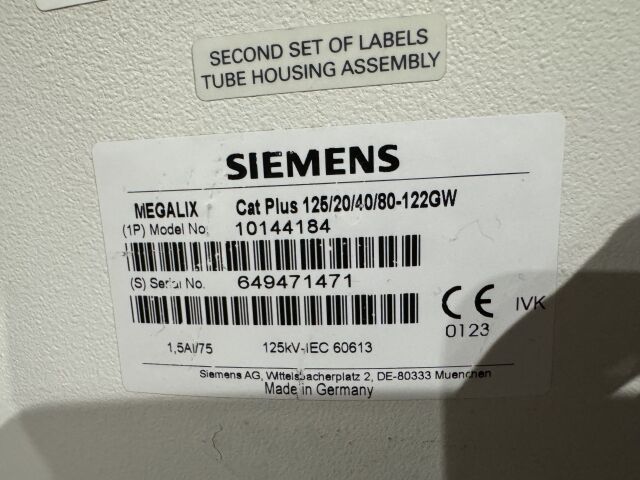 SECOND SET OF LABELS
TUBE HOUSING ASSEMBLY
SIEMENS
MEGALIX Cat Plus 125/20/40/80-122GW
(1P) Model No. 10144184
(S) Serial No. 649471471
CE IVK
0123
1,5Al/75 125kV-IEC 60613
Siemens AG, Wittelsbacherplatz 2, DE-80333 Muenchen
Made in Germany